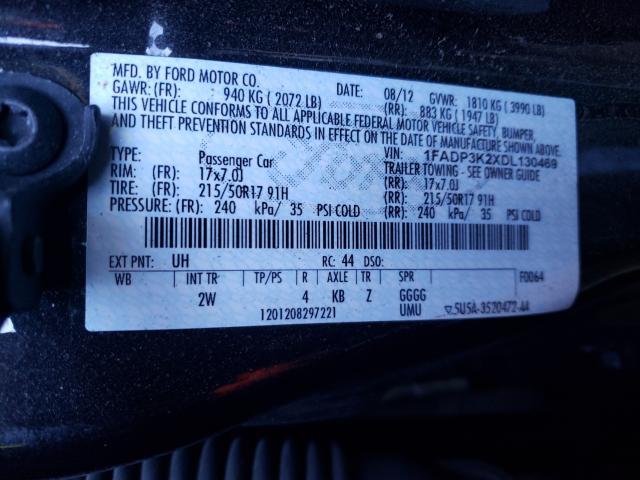 MFD. BY FORD MOTOR CO.
DATE: 08/12 GVWR: 1810 KG ( 3990 LB)
GAWR: (FR): 940 KG ( 2072 LB) (RR): 883 KG ( 1947 LB)
THIS VEHICLE CONFORMS TO ALL APPLICABLE FEDERAL MOTOR VEHICLE SAFETY, BUMPER,
AND THEFT PREVENTION STANDARDS IN EFFECT ON THE DATE OF MANUFACTURE SHOWN ABOVE.
VIN: 1FADP3K2XDL130469
TYPE: Passenger Car TRAILER TOWING - SEE OWNER GUIDE
RIM: (FR): 17x7.0J (RR): 17x7.0J
TIRE: (FR): 215/50R17 91H (RR): 215/50R17 91H
PRESSURE: (FR): 240 kPa/ 35 PSI COLD (RR): 240 kPa/ 35 PSI COLD
EXT PNT: UH RC: 44 DSO:
WB INT TR TP/PS R AXLE TR SPR F0064
2W 4 KB Z GGGG
1201208297221 UMU 5U5A-3520472-AA